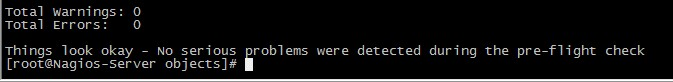 Total Warnings: 0
Total Errors:   0
Things look okay - No serious problems were detected during the pre-flight check
[root@Nagios-Server objects]#